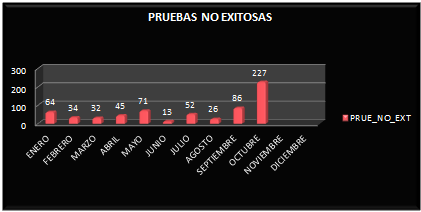 PRUEBAS NO EXITOSAS
300
200
100
0
64
34
32
45
71
13
52
26
86
227
ENERO
FEBRERO
MARZO
ABRIL
MAYO
JUNIO
JULIO
AGOSTO
SEPTIEMBRE
OCTUBRE
NOVIEMBRE
DICIEMBRE
PRUE_NO_EXT